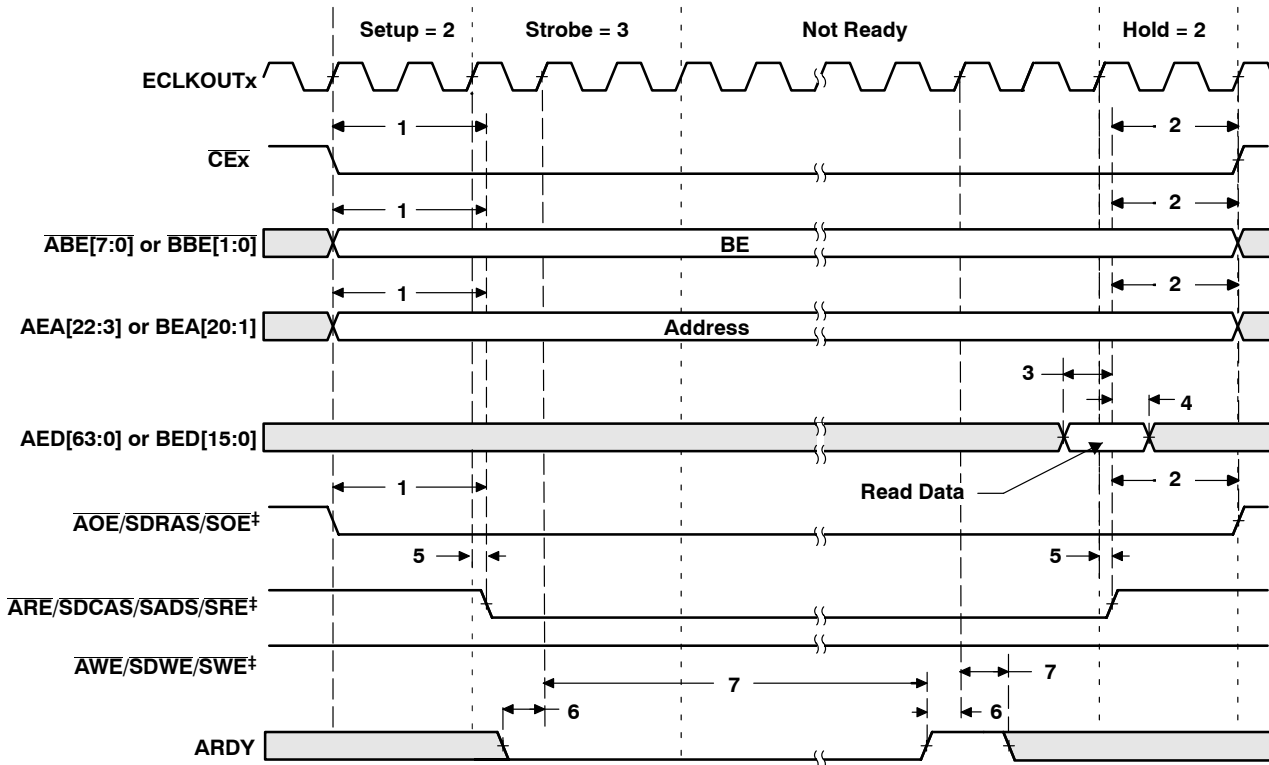 Setup = 2 Strobe = 3 Not Ready Hold = 2
ECLKOUTx
1 2
CEx
1 2
ABE[7:0] or BBE[1:0] BE
1 2
AEA[22:3] or BEA[20:1] Address
3
4
AED[63:0] or BED[15:0]
Read Data
1 2
AOE/SDRAS/SOE‡
5 5
ARE/SDCAS/SADS/SRE‡
AWE/SDWE/SWE‡
7 7
6 6
ARDY